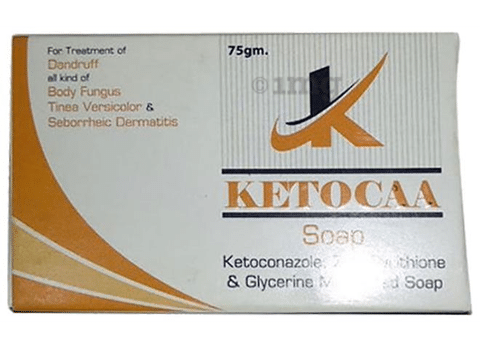 For Treatment of
Dandruff
all kind of
Body Fungus
Tinea Versicolor &
Seborrheic Dermatitis
75gm.
1mg
KETOCAA
Soap
Ketoconazole,
& Glycerine Soap